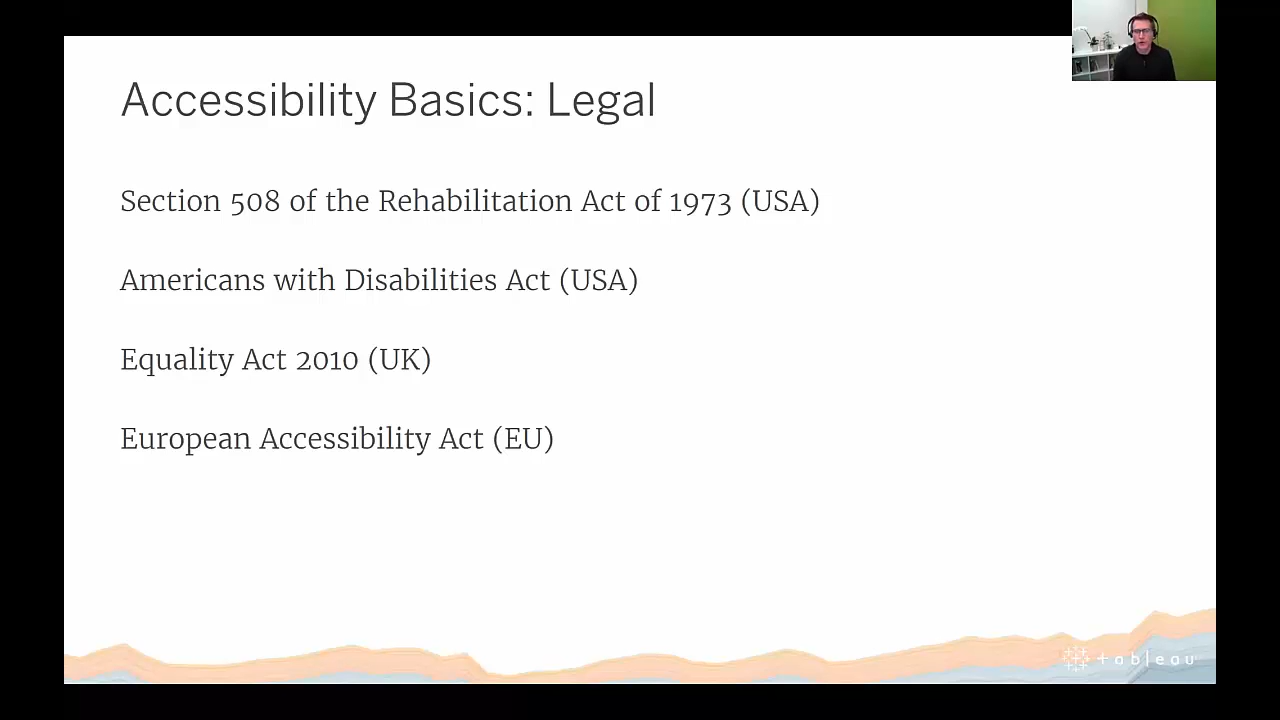 Accessibility Basics: Legal
Section 508 of the Rehabilitation Act of 1973 (USA)
Americans with Disabilities Act (USA)
Equality Act 2010 (UK)
European Accessibility Act (EU)
+ableau